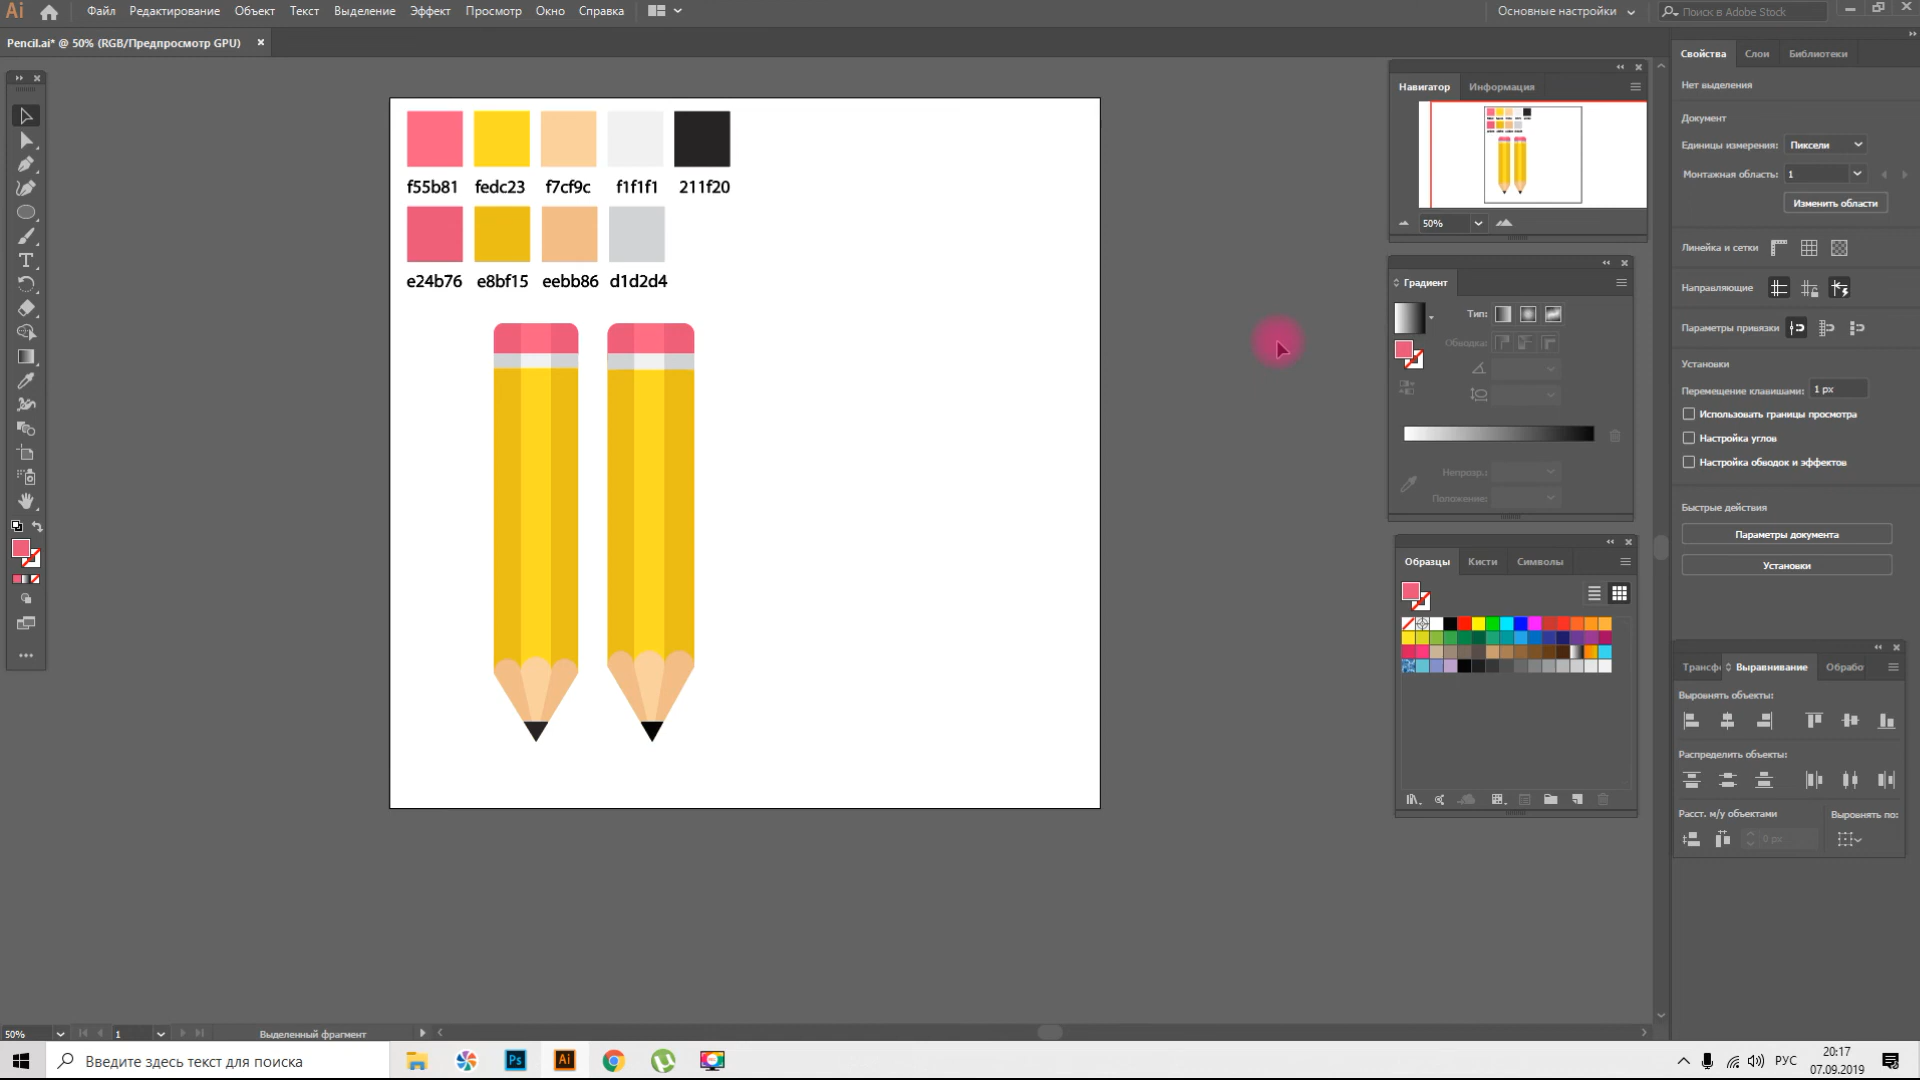 Ai Файл Редактирование Объект Текст Выделение Эффект Просмотр Окно Справка Основные настройки Поиск в Adobe Stock
Pencil.ai* @ 50% (RGB/Предпросмотр GPU)
f55b81 fedc23 f7cf9c f1f1f1 211f20
e24b76 e8bf15 eebb86 d1d2d4
Навигатор Информация
50%
Градиент
Тип:
Обводка:
Непрозр.:
Положение:
Образцы Кисти Символы
Свойства Слои Библиотеки
Нет выделения
Документ
Единицы измерения: Пиксели
Монтажная область: 1
Изменить области
Линейка и сетки
Направляющие
Параметры привязки
Установки
Перемещение клавишами: 1 px
Использовать границы просмотра
Настройка углов
Настройка обводок и эффектов
Быстрые действия
Параметры документа
Установки
Трансф Выравнивание Обрабо
Выровнять объекты:
Распределить объекты:
Расст. м/у объектами Выровнять по:
0 px
50% 1 Выделенный фрагмент
Введите здесь текст для поиска Ps Ai РУС 20:17
07.09.2019